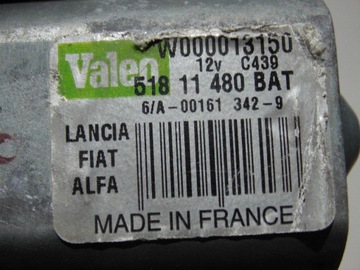 W000013150
Valeo 12v C439
518 11 480 BAT
6/A-00161 342-9
LANCIA
FIAT
ALFA
MADE IN FRANCE